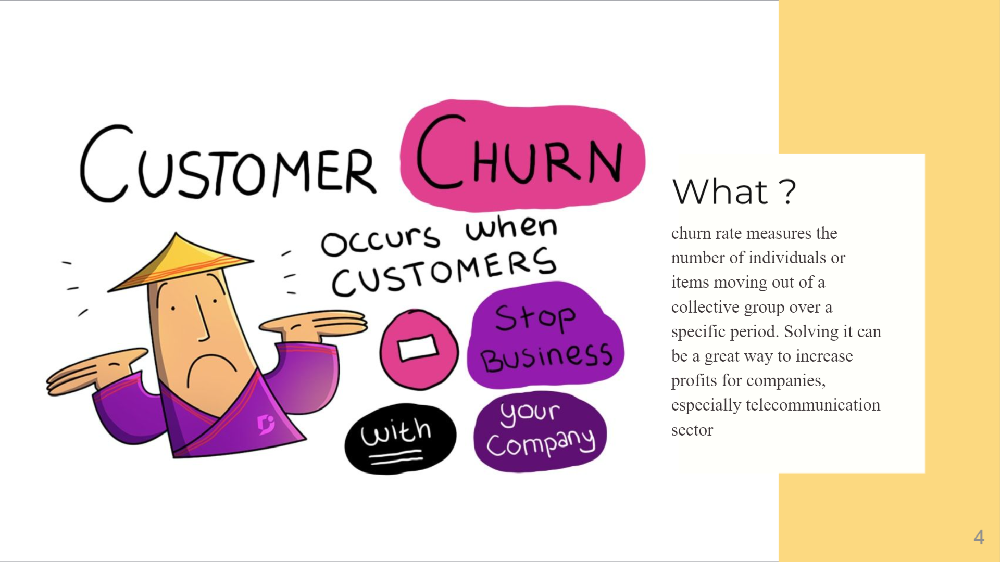 CUSTOMER CHURN
occurs when
CUSTOMERS
Stop
Business
with
your
Company
What ?
churn rate measures the
number of individuals or
items moving out of a
collective group over a
specific period. Solving it can
be a great way to increase
profits for companies,
especially telecommunication
sector
4